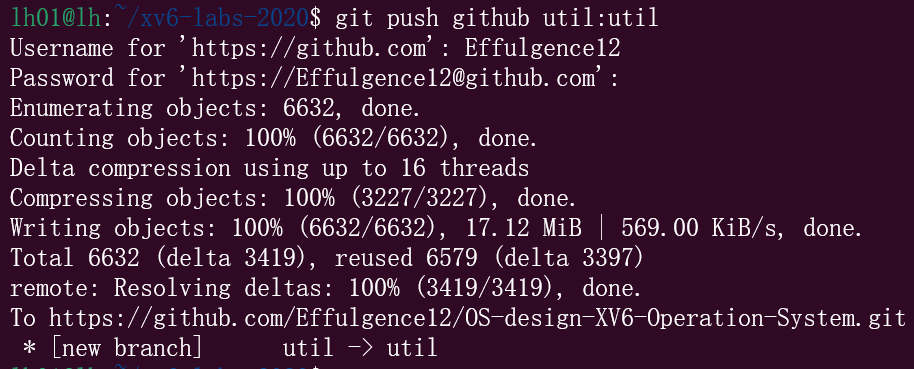 lh01@lh:~/xv6-labs-2020$ git push github util:util
Username for 'https://github.com': Effulgence12
Password for 'https://Effulgence12@github.com':
Enumerating objects: 6632, done.
Counting objects: 100% (6632/6632), done.
Delta compression using up to 16 threads
Compressing objects: 100% (3227/3227), done.
Writing objects: 100% (6632/6632), 17.12 MiB | 569.00 KiB/s, done.
Total 6632 (delta 3419), reused 6579 (delta 3397)
remote: Resolving deltas: 100% (3419/3419), done.
To https://github.com/Effulgence12/OS-design-XV6-Operation-System.git
 * [new branch]      util -> util